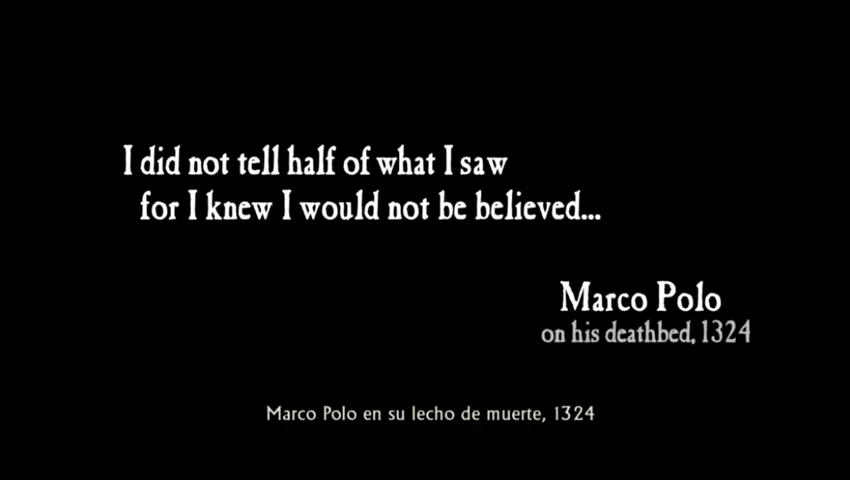 I did not tell half of what I saw
for I knew I would not be believed...
Marco Polo
on his deathbed, 1324
Marco Polo en su lecho de muerte, 1324